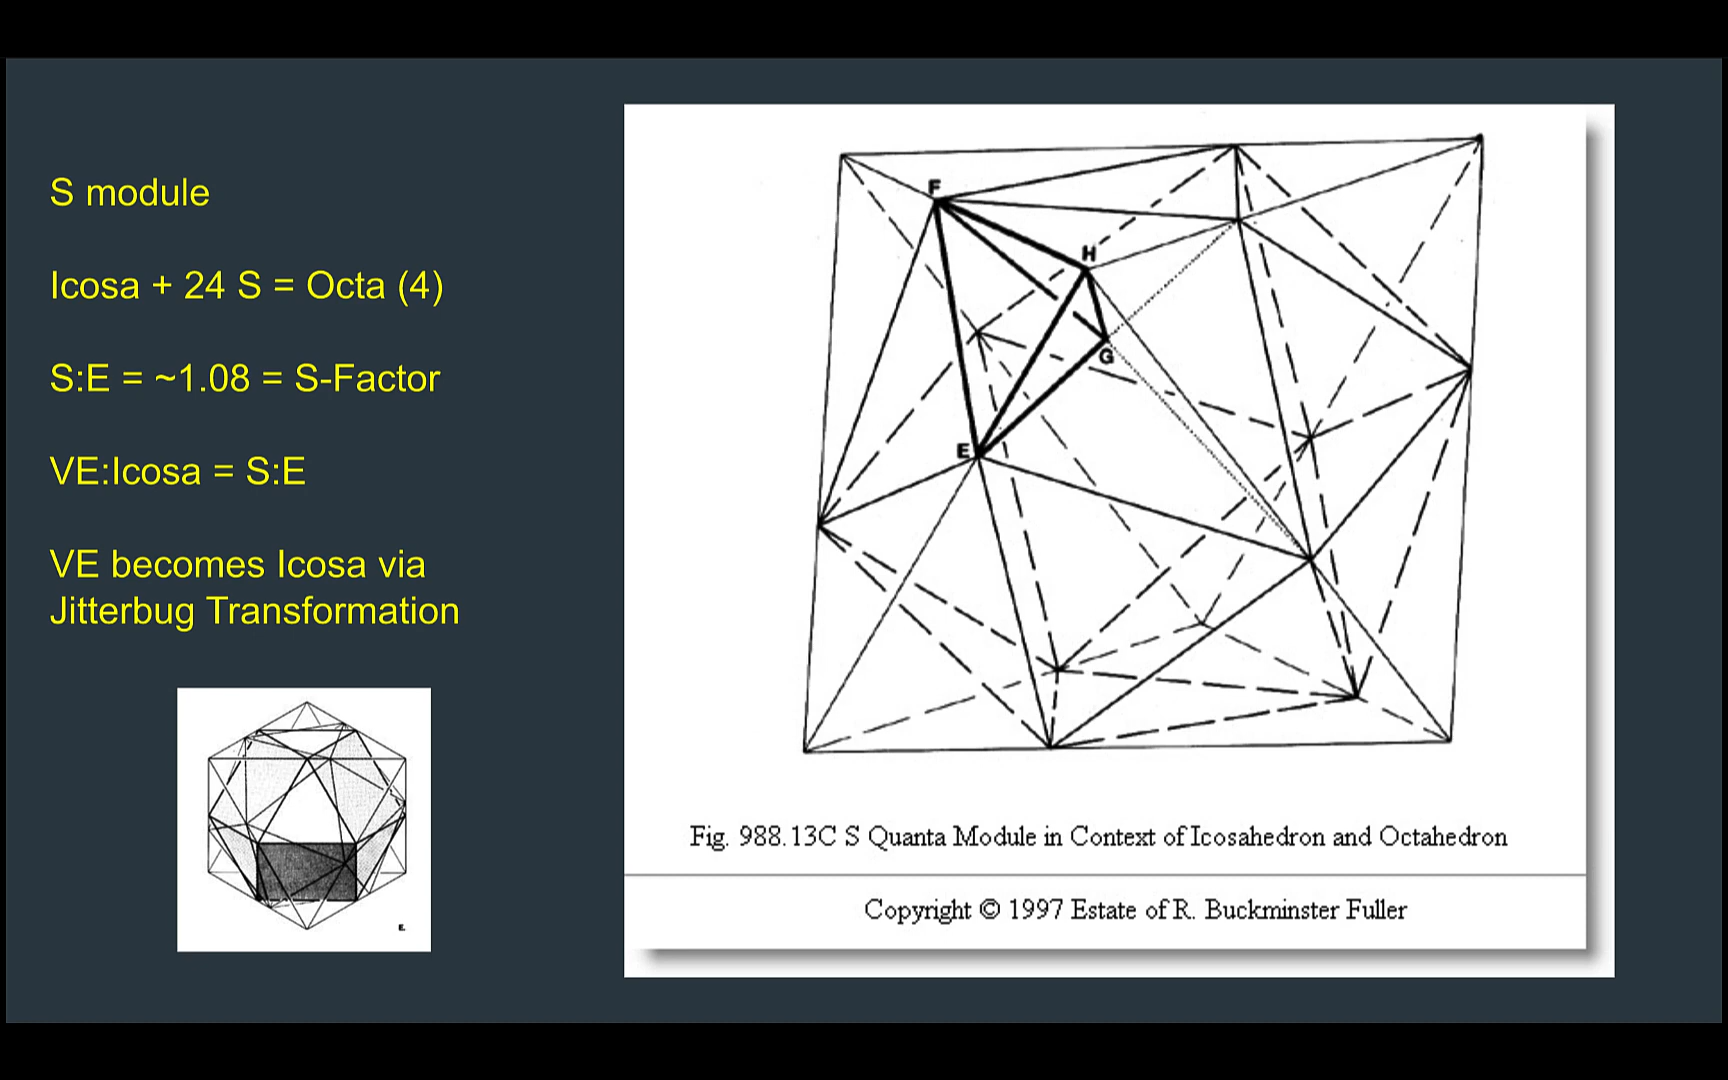 S module
Icosa + 24 S = Octa (4)
S:E = ~1.08 = S-Factor
VE:Icosa = S:E
VE becomes Icosa via
Jitterbug Transformation
E
F
H
G
E
Fig. 988.13C S Quanta Module in Context of Icosahedron and Octahedron
Copyright © 1997 Estate of R. Buckminster Fuller